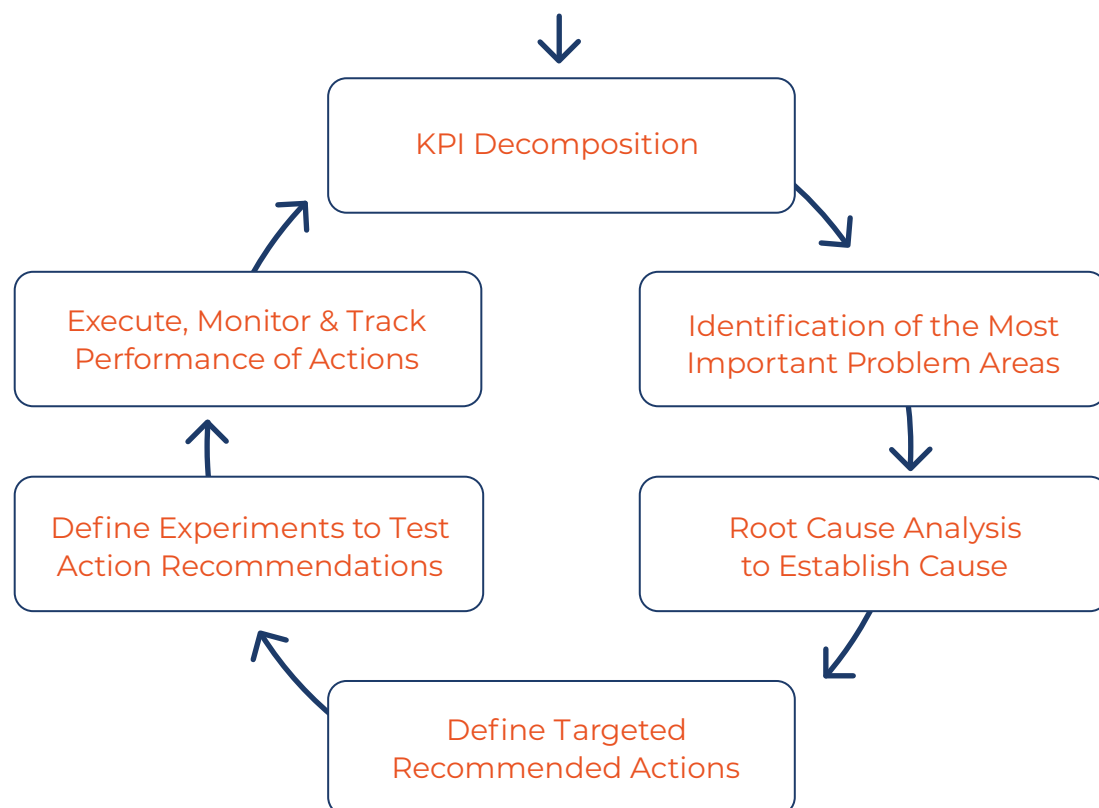 KPI Decomposition
Identification of the Most
Important Problem Areas
Root Cause Analysis
to Establish Cause
Define Targeted
Recommended Actions
Define Experiments to Test
Action Recommendations
Execute, Monitor & Track
Performance of Actions